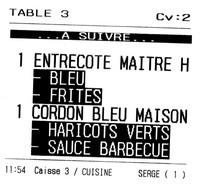 TABLE 3 Cv:2
...A SUIVRE...
1 ENTRECOTE MAITRE H
- BLEU
- FRITES
1 CORDON BLEU MAISON
- HARICOTS VERTS
- SAUCE BARBECUE
11:54 Caisse 3 / CUISINE SERGE ( 1 )